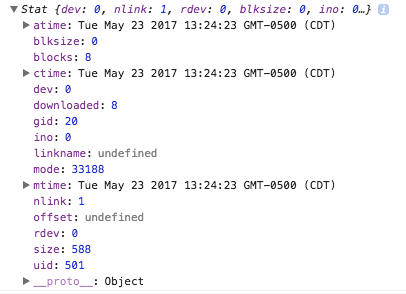 ▼ Stat {dev: 0, nlink: 1, rdev: 0, blksize: 0, ino: 0…} i
▶ atime: Tue May 23 2017 13:24:23 GMT-0500 (CDT)
blksize: 0
blocks: 8
▶ ctime: Tue May 23 2017 13:24:23 GMT-0500 (CDT)
dev: 0
downloaded: 8
gid: 20
ino: 0
linkname: undefined
mode: 33188
▶ mtime: Tue May 23 2017 13:24:23 GMT-0500 (CDT)
nlink: 1
offset: undefined
rdev: 0
size: 588
uid: 501
▶ __proto__: Object